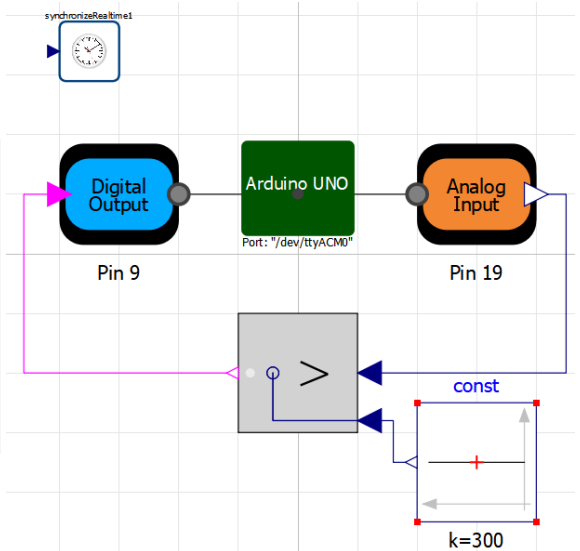 synchronizeRealtime1
Digital
Output
Arduino UNO
Analog
Input
Port: "/dev/ttyACM0"
Pin 9
Pin 19
>
const
k=300